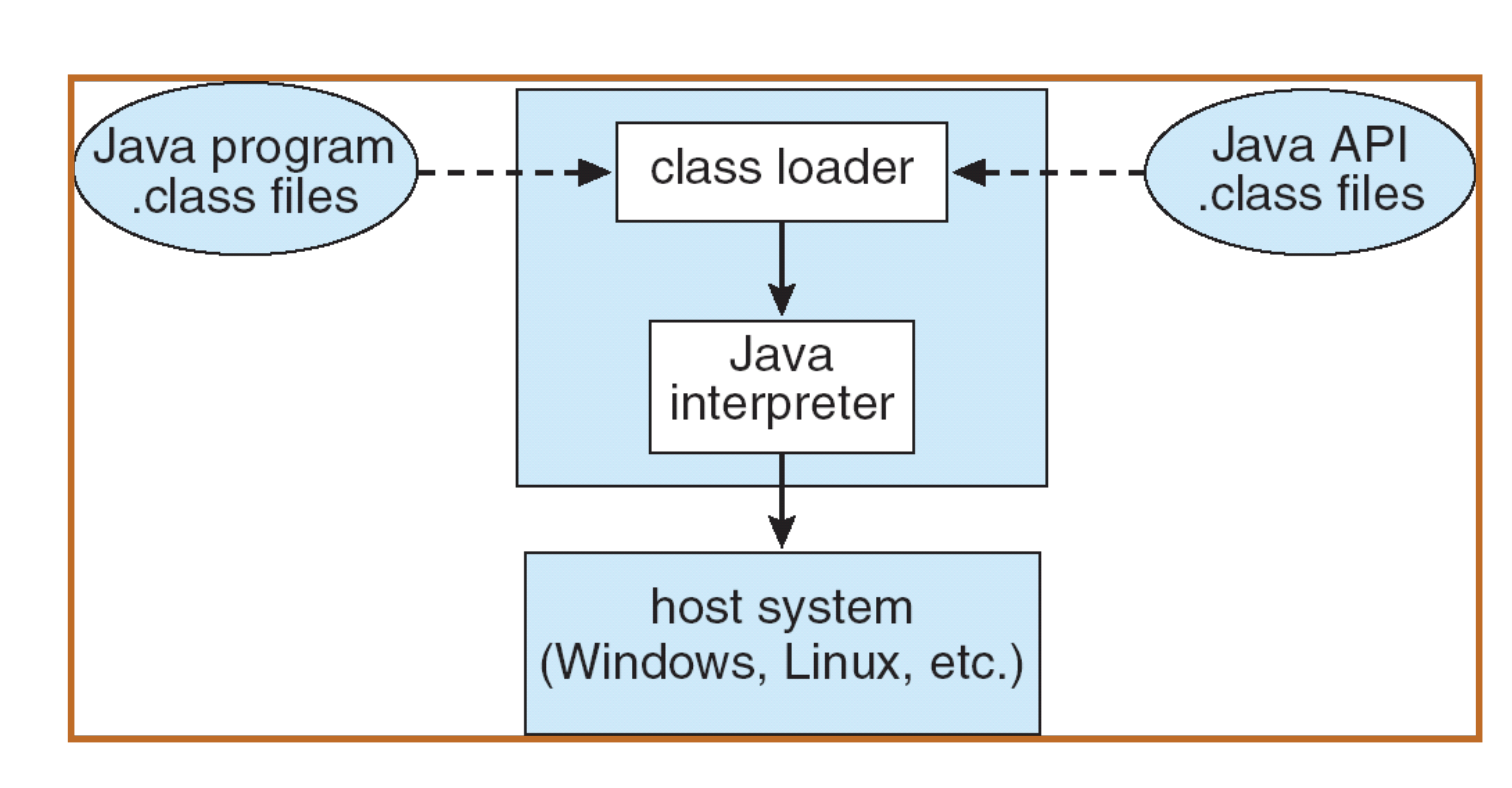 Java program
.class files
class loader
Java API
.class files
Java
interpreter
host system
(Windows, Linux, etc.)